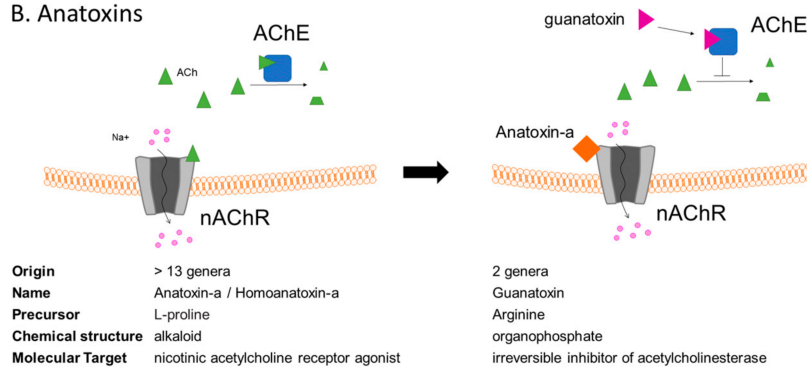 B. Anatoxins
AChE
ACh
Na+
nAChR
guanatoxin
AChE
Anatoxin-a
nAChR
Origin > 13 genera 2 genera
Name Anatoxin-a / Homoanatoxin-a Guanatoxin
Precursor L-proline Arginine
Chemical structure alkaloid organophosphate
Molecular Target nicotinic acetylcholine receptor agonist irreversible inhibitor of acetylcholinesterase